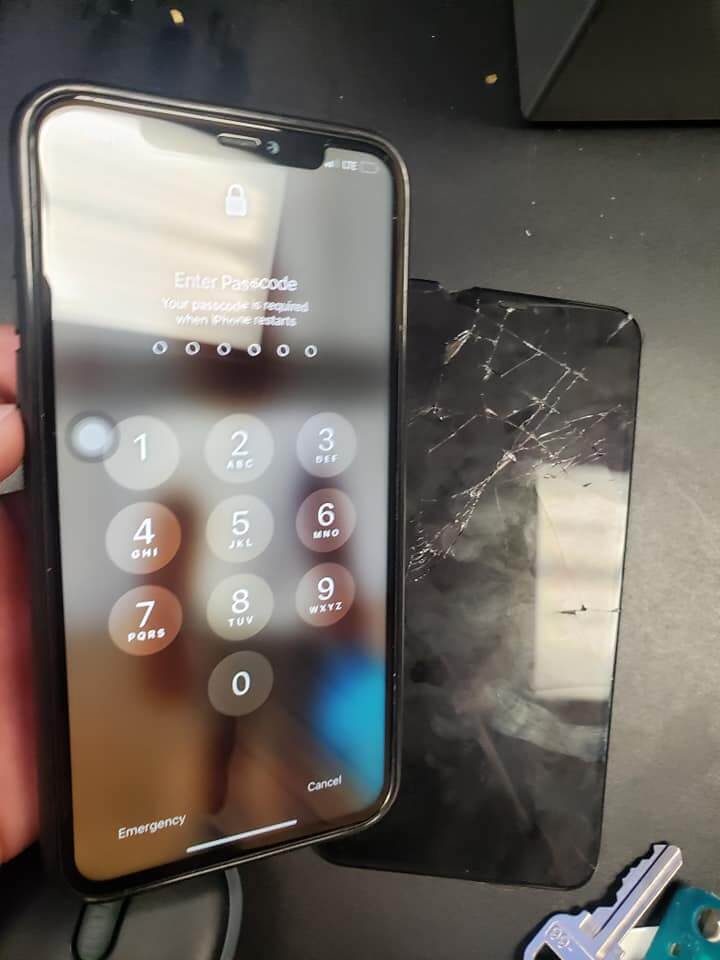 LTE
Enter Passcode
Your passcode is required
when iPhone restarts
1
2
ABC
3
DEF
4
GHI
5
JKL
6
MNO
7
PQRS
8
TUV
9
WXYZ
0
Emergency
Cancel